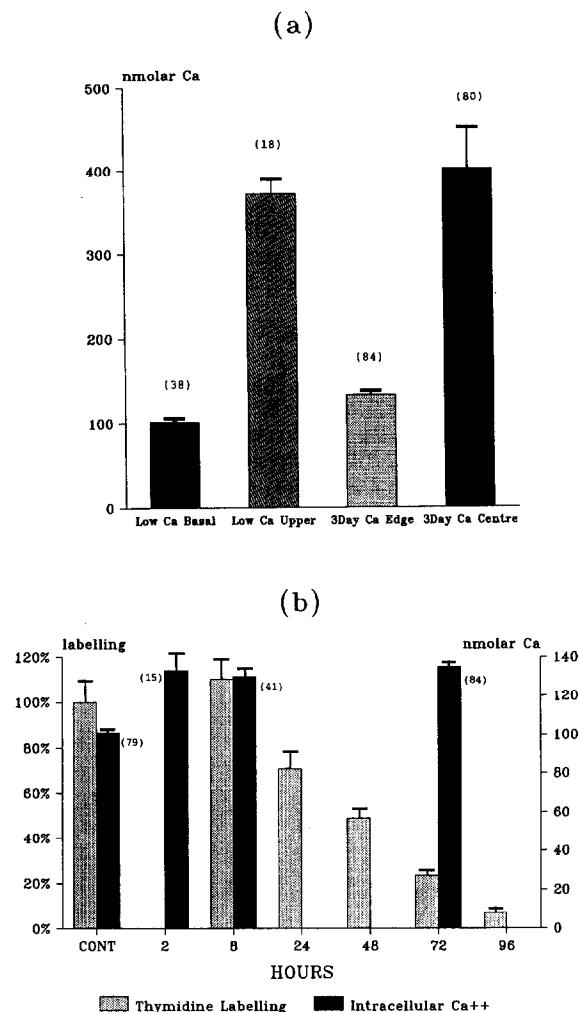 (a)
nmolar Ca
500
(80)
(18)
400
300
200
(84)
(38)
100
0
Low Ca Basal Low Ca Upper 3Day Ca Edge 3Day Ca Centre
(b)
labelling nmolar Ca
120% 140
(15) (41) (84)
100% 120
(79)
80% 100
80
60%
60
40%
40
20%
20
0% 0
CONT 2 8 24 48 72 96
HOURS
Thymidine Labelling Intracellular Ca++